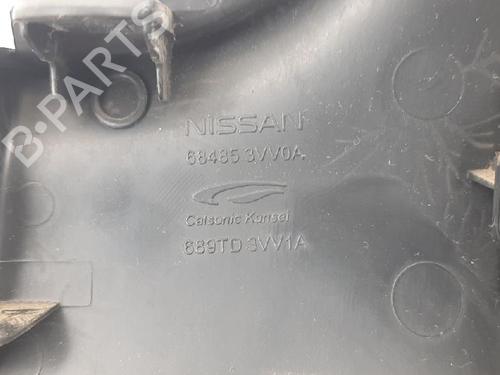 B-PARTS
NISSAN
68485 3VV0A
Calsonic Kansei
689TD 3VV1A